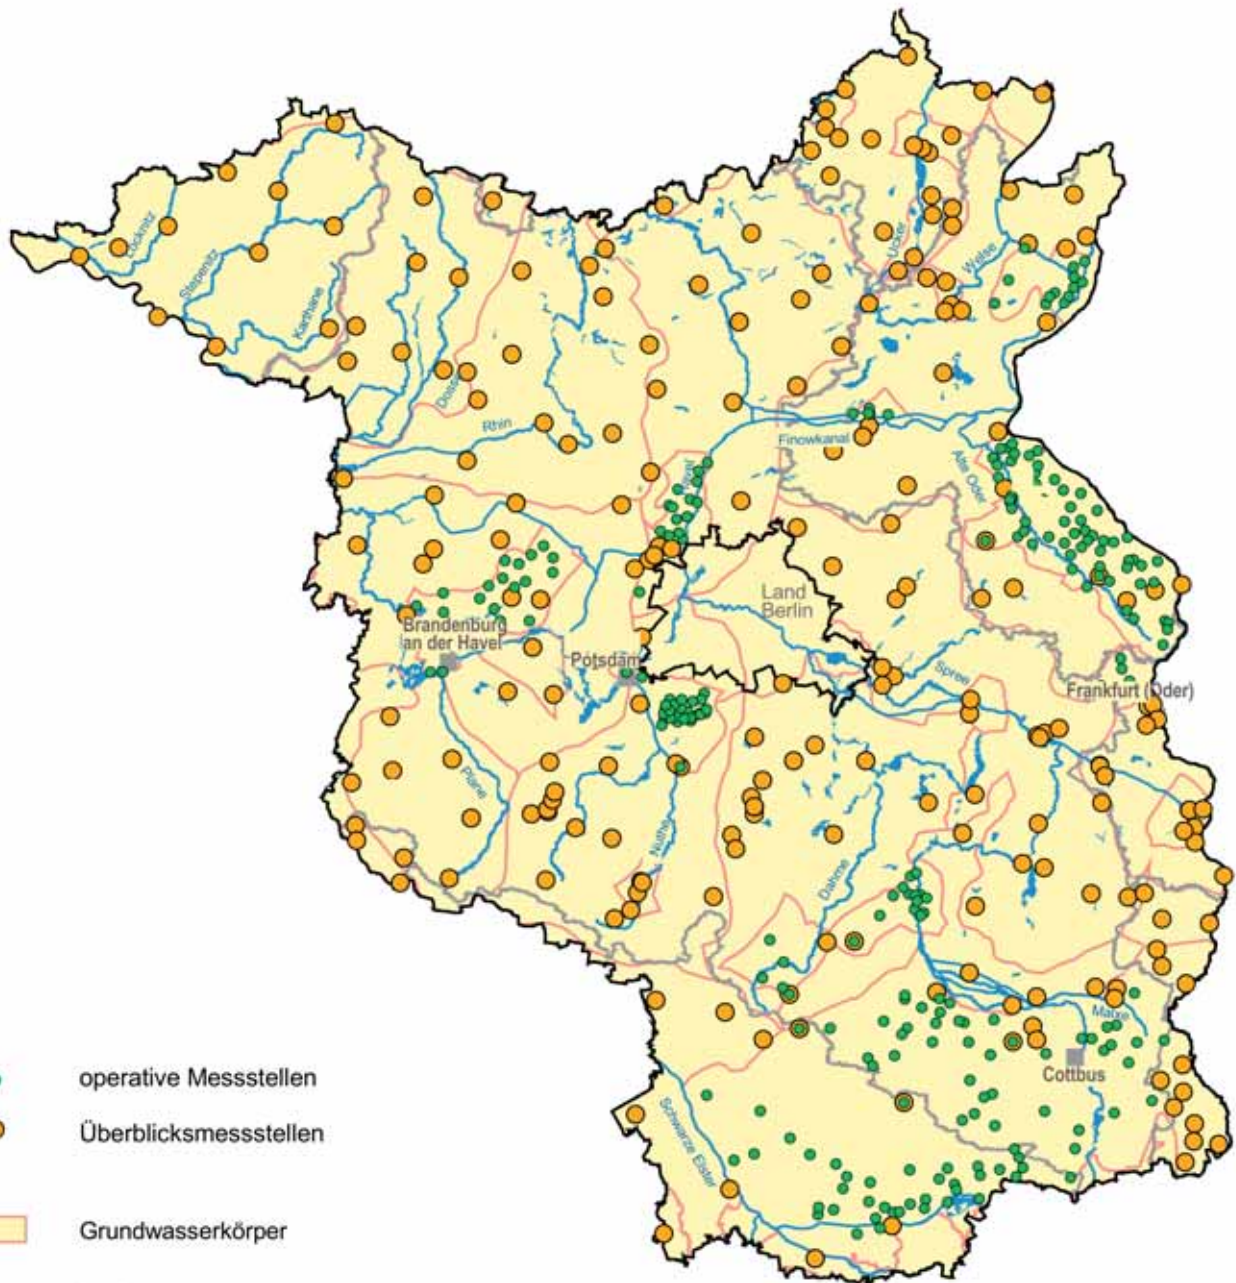 Löcknitz
Stepenitz
Karthane
Dosse
Rhin
Ucker
Welse
Finowkanal
Alte Oder
Havel
Land
Berlin
Brandenburg
an der Havel
Potsdam
Spree
Frankfurt (Oder)
Plane
Nuthe
Dahme
Malxe
Cottbus
Schwarze Elster
operative Messstellen
Überblicksmessstellen
Grundwasserkörper